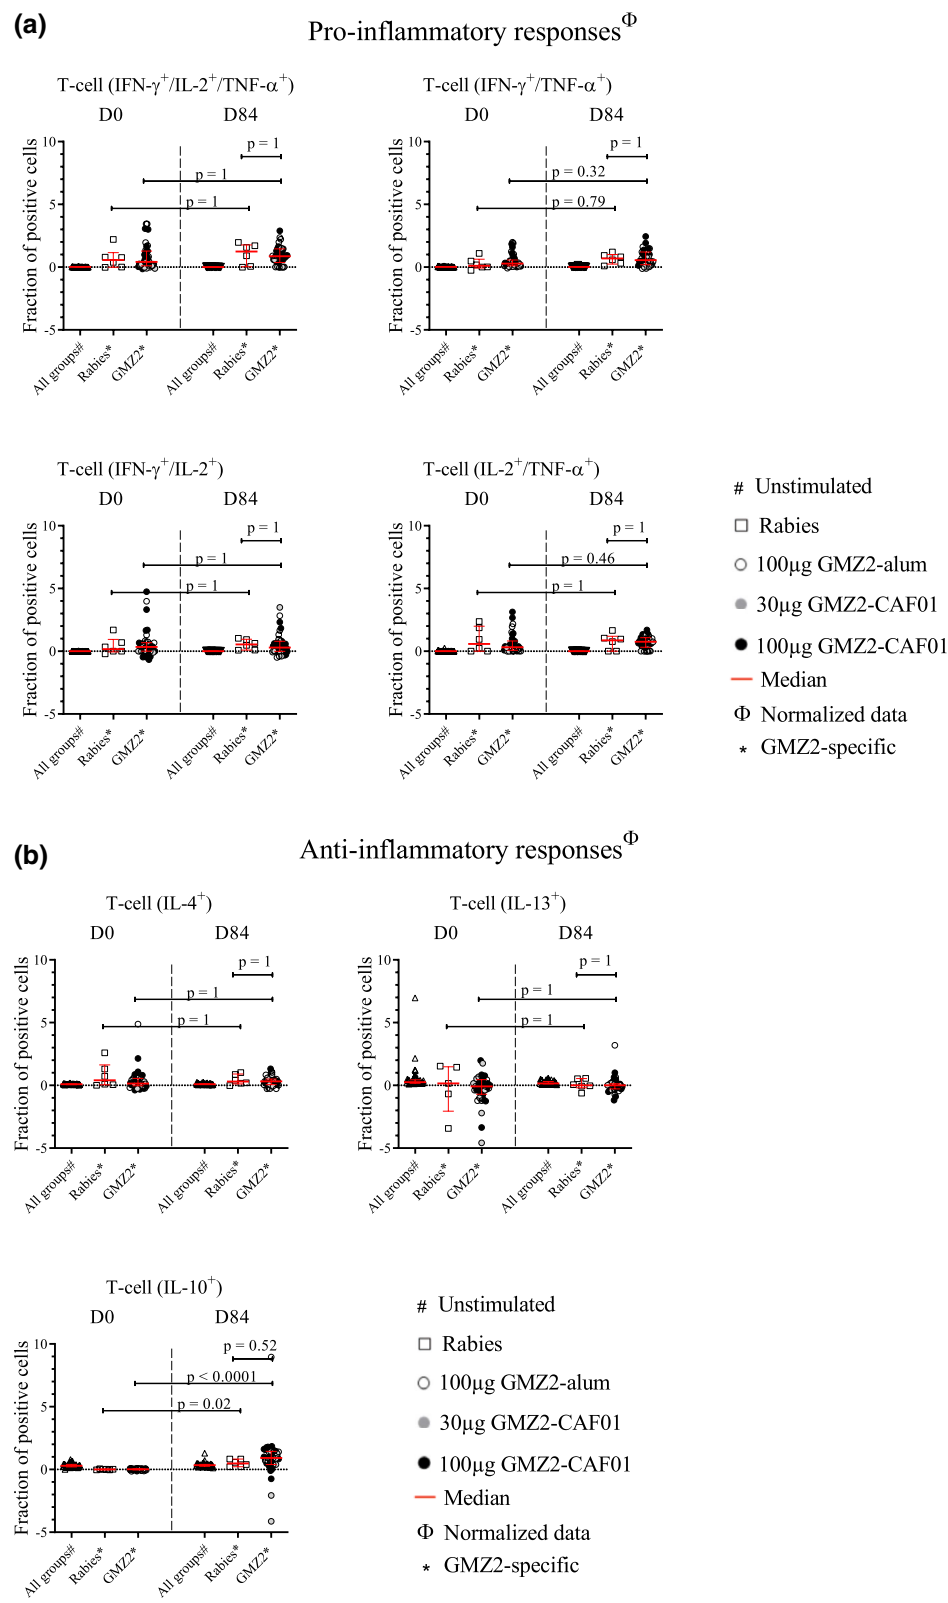 (a)
Pro-inflammatory responsesΦ
T-cell (IFN-γ+/IL-2+/TNF-α+)
D0 D84
Fraction of positive cells
10
5
0
-5
p = 1
p = 1
p = 1
All groups# Rabies* GMZ2* All groups# Rabies* GMZ2*
T-cell (IFN-γ+/TNF-α+)
D0 D84
Fraction of positive cells
10
5
0
-5
p = 1
p = 0.32
p = 0.79
All groups# Rabies* GMZ2* All groups# Rabies* GMZ2*
T-cell (IFN-γ+/IL-2+)
D0 D84
Fraction of positive cells
10
5
0
-5
p = 1
p = 1
p = 1
All groups# Rabies* GMZ2* All groups# Rabies* GMZ2*
T-cell (IL-2+/TNF-α+)
D0 D84
Fraction of positive cells
10
5
0
-5
p = 1
p = 0.46
p = 1
All groups# Rabies* GMZ2* All groups# Rabies* GMZ2*
# Unstimulated
Rabies
100µg GMZ2-alum
30µg GMZ2-CAF01
100µg GMZ2-CAF01
Median
Φ Normalized data
* GMZ2-specific
(b)
Anti-inflammatory responsesΦ
T-cell (IL-4+)
D0 D84
Fraction of positive cells
10
5
0
-5
p = 1
p = 1
p = 1
All groups# Rabies* GMZ2* All groups# Rabies* GMZ2*
T-cell (IL-13+)
D0 D84
Fraction of positive cells
10
5
0
-5
p = 1
p = 1
p = 1
All groups# Rabies* GMZ2* All groups# Rabies* GMZ2*
T-cell (IL-10+)
D0 D84
Fraction of positive cells
10
5
0
-5
p = 0.52
p < 0.0001
p = 0.02
All groups# Rabies* GMZ2* All groups# Rabies* GMZ2*
# Unstimulated
Rabies
100µg GMZ2-alum
30µg GMZ2-CAF01
100µg GMZ2-CAF01
Median
Φ Normalized data
* GMZ2-specific